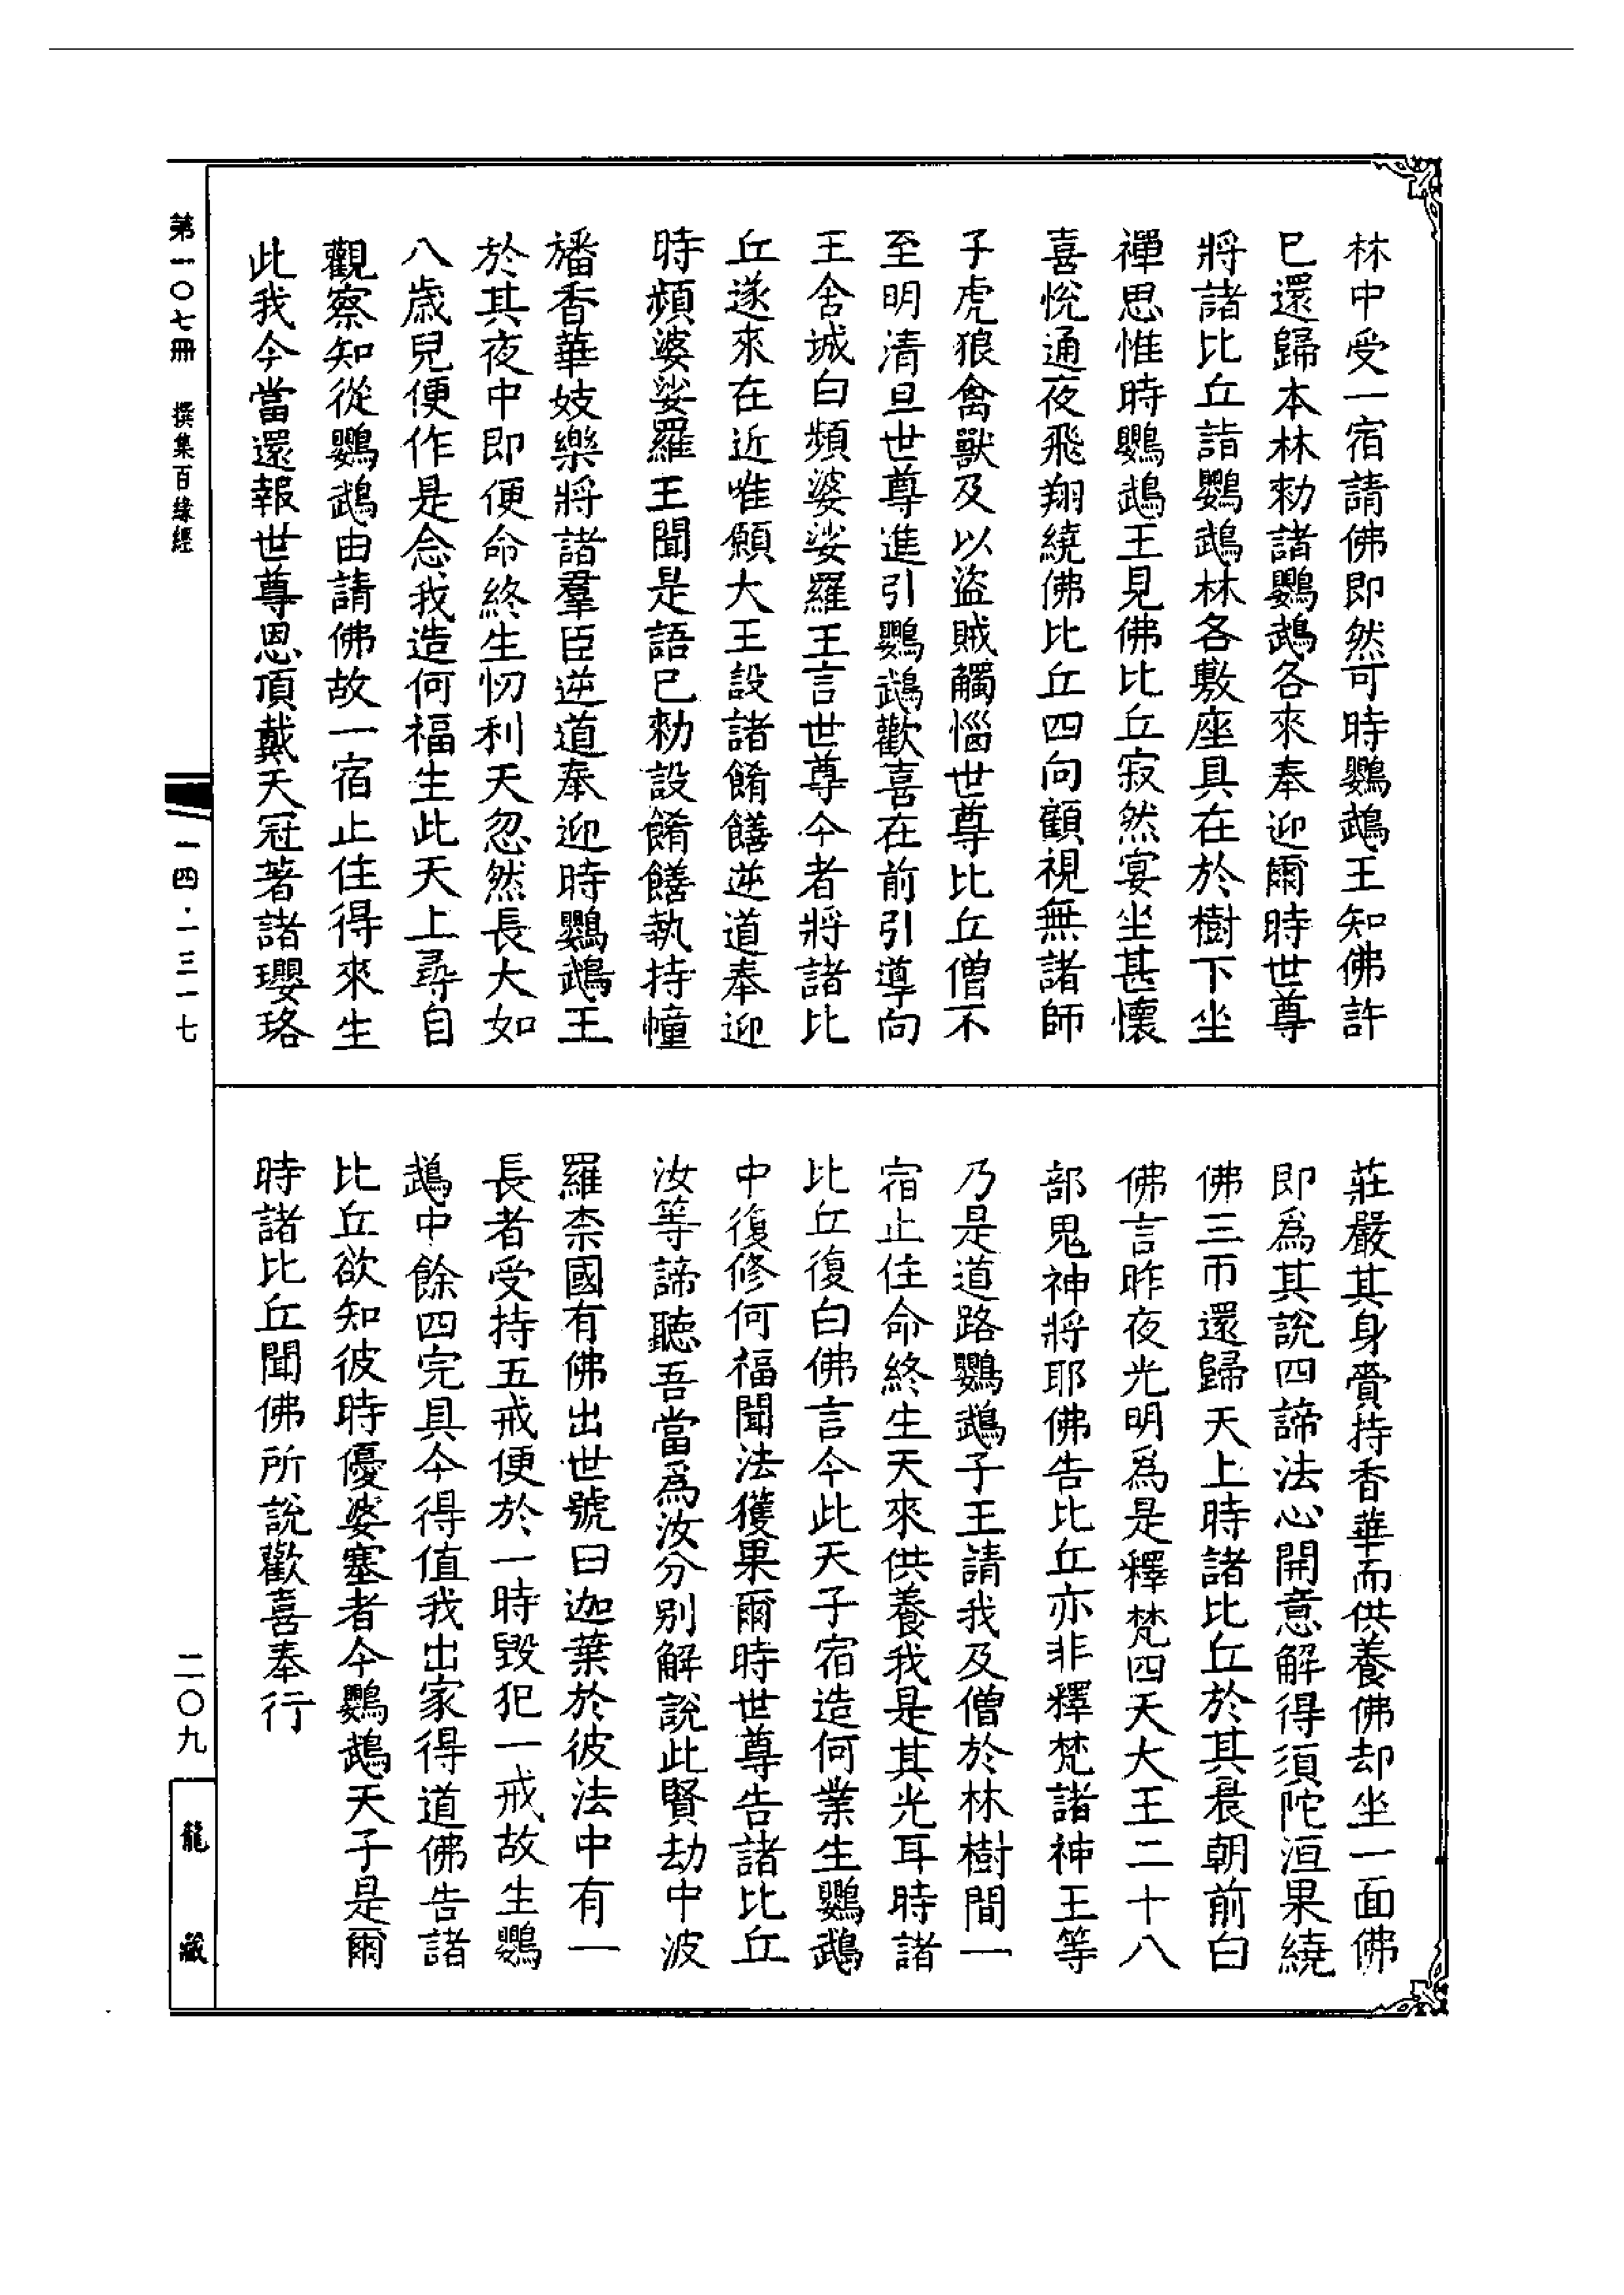 林中受一宿請佛即然可時鸚鵡王知佛許
已還歸本林勑諸鸚鵡各來奉迎爾時世尊
將諸比丘詣鸚鵡林各敷座具在於樹下坐
禪思惟時鸚鵡王見佛比丘寂然宴坐甚懷
喜悅通夜飛翔繞佛比丘四向顧視無諸師
子虎狼禽獸及以盜賊觸惱世尊比丘僧不
至明清旦世尊進引鸚鵡歡喜在前引導向
王舍城白頻婆娑羅王言世尊今者將諸比
丘遂來在近唯願大王設諸餚饍逆道奉迎
時頻婆娑羅王聞是語已勑設餚饍執持幢
旛香華妓樂將諸羣臣逆道奉迎時鸚鵡王
於其夜中即便命終生忉利天忽然長大如
八歲兒便作是念我造何福生此天上尋自
觀察知從鸚鵡由請佛故一宿止住得來生
此我今當還報世尊恩頂戴天冠著諸瓔珞
莊嚴其身賷持香華而供養佛却坐一面佛
即爲其說四諦法心開意解得須陀洹果繞
佛三帀還歸天上時諸比丘於其晨朝前白
佛言昨夜光明爲是釋梵四天大王二十八
部鬼神將耶佛告比丘亦非釋梵諸神王等
乃是道路鸚鵡子王請我及僧於林樹間一
宿止住命終生天來供養我是其光耳時諸
比丘復白佛言今此天子宿造何業生鸚鵡
中復修何福聞法獲果爾時世尊告諸比丘
汝等諦聽吾當爲汝分别解說此賢劫中波
羅柰國有佛出世號曰迦葉於彼法中有一
長者受持五戒便於一時毀犯一戒故生鸚
鵡中餘四完具今得值我出家得道佛告諸
比丘欲知彼時優婆塞者今鸚鵡天子是爾
時諸比丘聞佛所說歡喜奉行
第一〇七冊 撰集百緣經
一四·一三一七
二〇九
龍藏